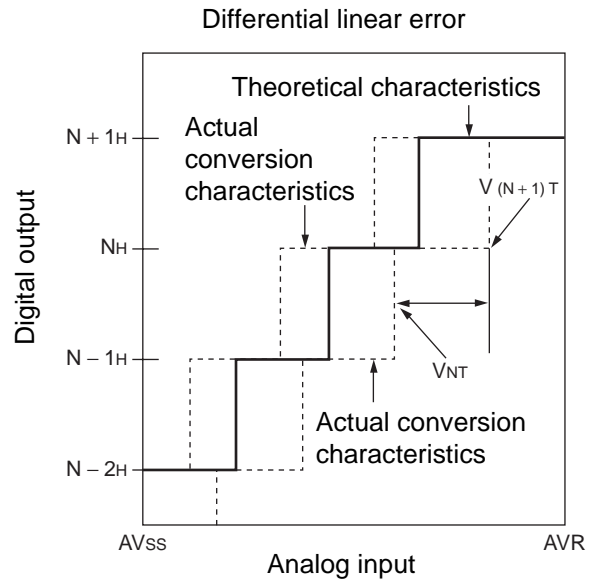 Differential linear error
Theoretical characteristics
Actual
conversion
characteristics
N + 1H
V (N + 1) T
NH
Digital output
N − 1H
VNT
Actual conversion
characteristics
N − 2H
AVSS
AVR
Analog input